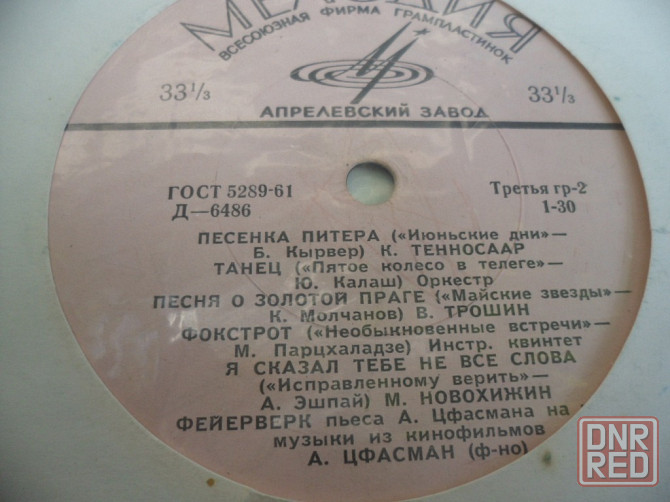 МЕЛОДИЯ
ВСЕСОЮЗНАЯ ФИРМА ГРАМПЛАСТИНОК
33⅓ 33⅓
АПРЕЛЕВСКИЙ ЗАВОД
ГОСТ 5289-61 Третья гр-2
Д—6486 1-30
ПЕСЕНКА ПИТЕРА («Июньские дни»—
Б. Кырвер) К. ТЕННОСААР
ТАНЕЦ («Пятое колесо в телеге»—
Ю. Калаш) Оркестр
ПЕСНЯ О ЗОЛОТОЙ ПРАГЕ («Майские звезды»—
К. Молчанов) В. ТРОШИН
ФОКСТРОТ («Необыкновенные встречи»—
М. Парцхаладзе) Инстр. квинтет
Я СКАЗАЛ ТЕБЕ НЕ ВСЕ СЛОВА
(«Исправленному верить»—
А. Эшпай) М. НОВОХИЖИН
ФЕЙЕРВЕРК пьеса А. Цфасмана на
музыки из кинофильмов
А. ЦФАСМАН (ф-но)
DNR
RED